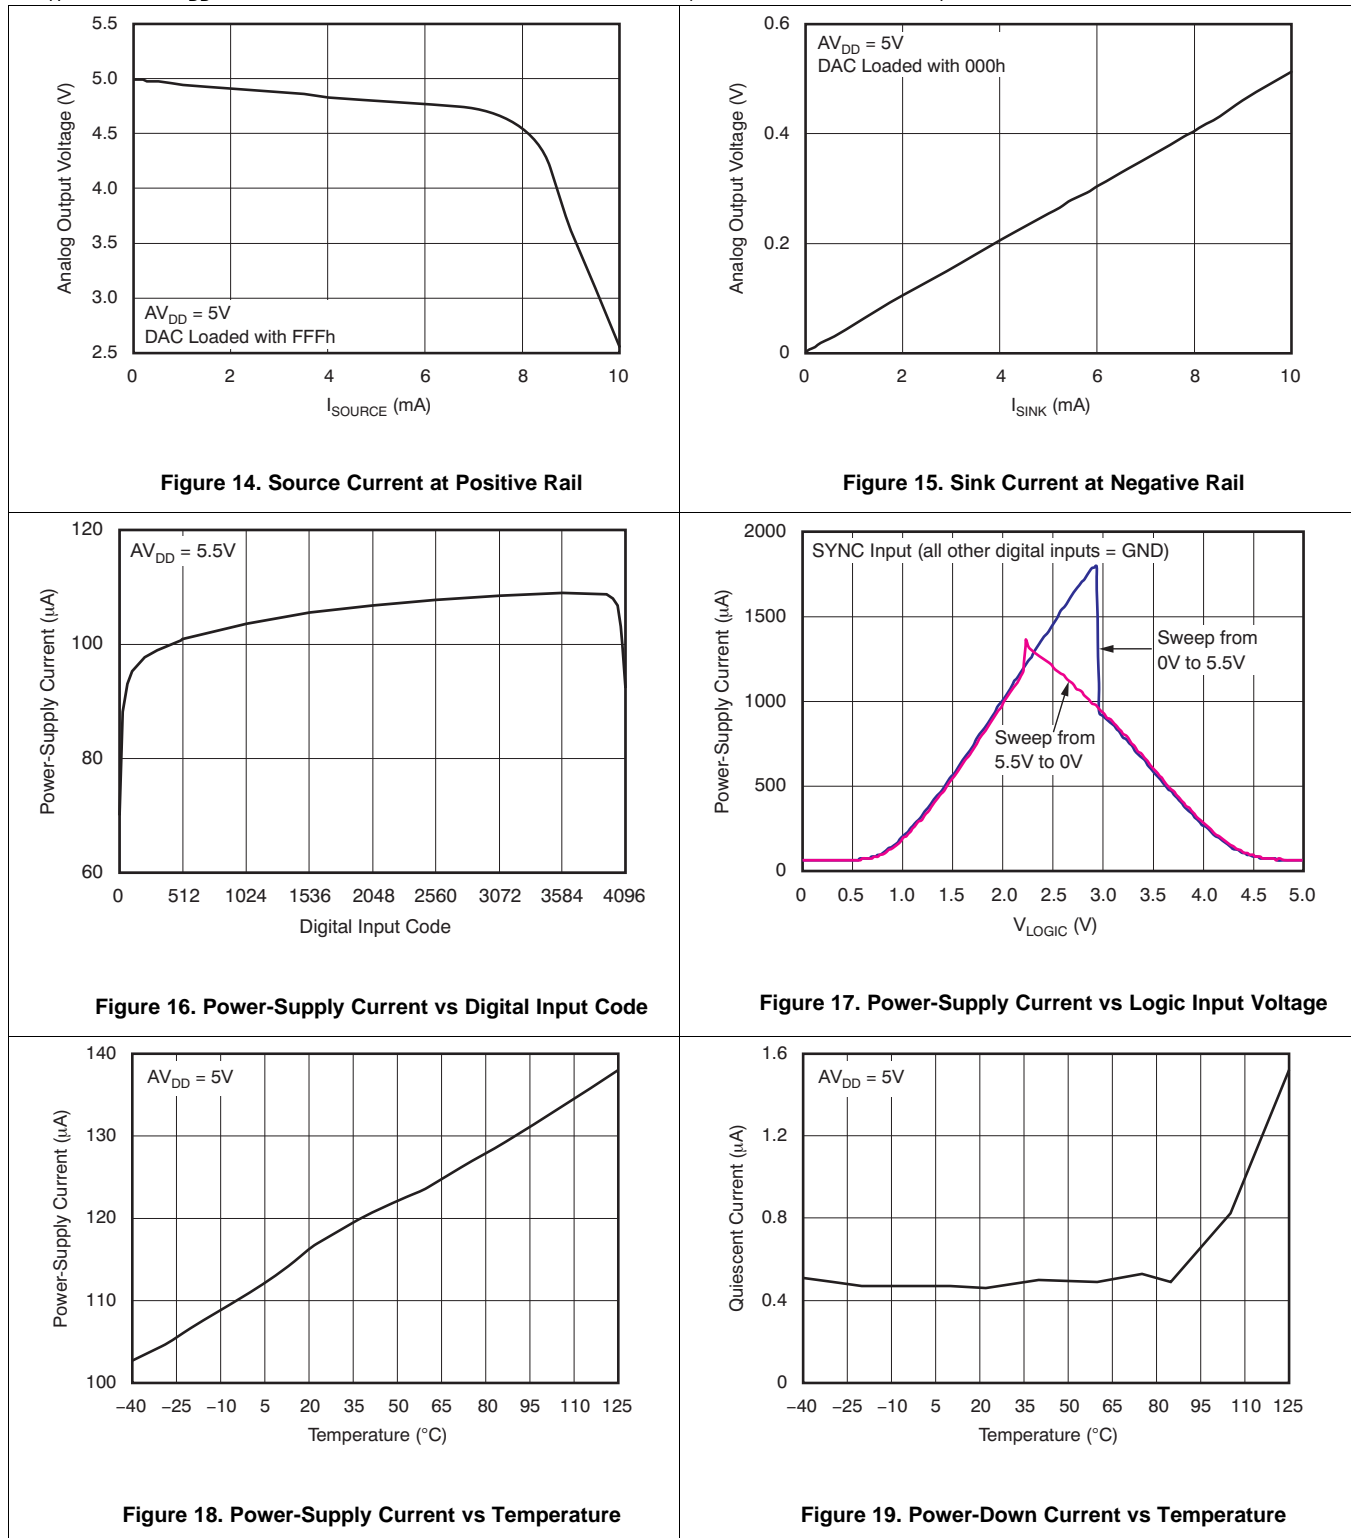 5.5
5.0
4.5
4.0
3.5
3.0
2.5
Analog Output Voltage (V)
AVDD = 5V
DAC Loaded with FFFh
0 2 4 6 8 10
ISOURCE (mA)
Figure 14. Source Current at Positive Rail
0.6
0.4
0.2
0
Analog Output Voltage (V)
AVDD = 5V
DAC Loaded with 000h
0 2 4 6 8 10
ISINK (mA)
Figure 15. Sink Current at Negative Rail
120
100
80
60
Power-Supply Current (μA)
AVDD = 5.5V
0 512 1024 1536 2048 2560 3072 3584 4096
Digital Input Code
Figure 16. Power-Supply Current vs Digital Input Code
2000
1500
1000
500
0
Power-Supply Current (μA)
SYNC Input (all other digital inputs = GND)
Sweep from
0V to 5.5V
Sweep from
5.5V to 0V
0 0.5 1.0 1.5 2.0 2.5 3.0 3.5 4.0 4.5 5.0
VLOGIC (V)
Figure 17. Power-Supply Current vs Logic Input Voltage
140
130
120
110
100
Power-Supply Current (μA)
AVDD = 5V
−40 −25 −10 5 20 35 50 65 80 95 110 125
Temperature (°C)
Figure 18. Power-Supply Current vs Temperature
1.6
1.2
0.8
0.4
0
Quiescent Current (μA)
AVDD = 5V
−40 −25 −10 5 20 35 50 65 80 95 110 125
Temperature (°C)
Figure 19. Power-Down Current vs Temperature